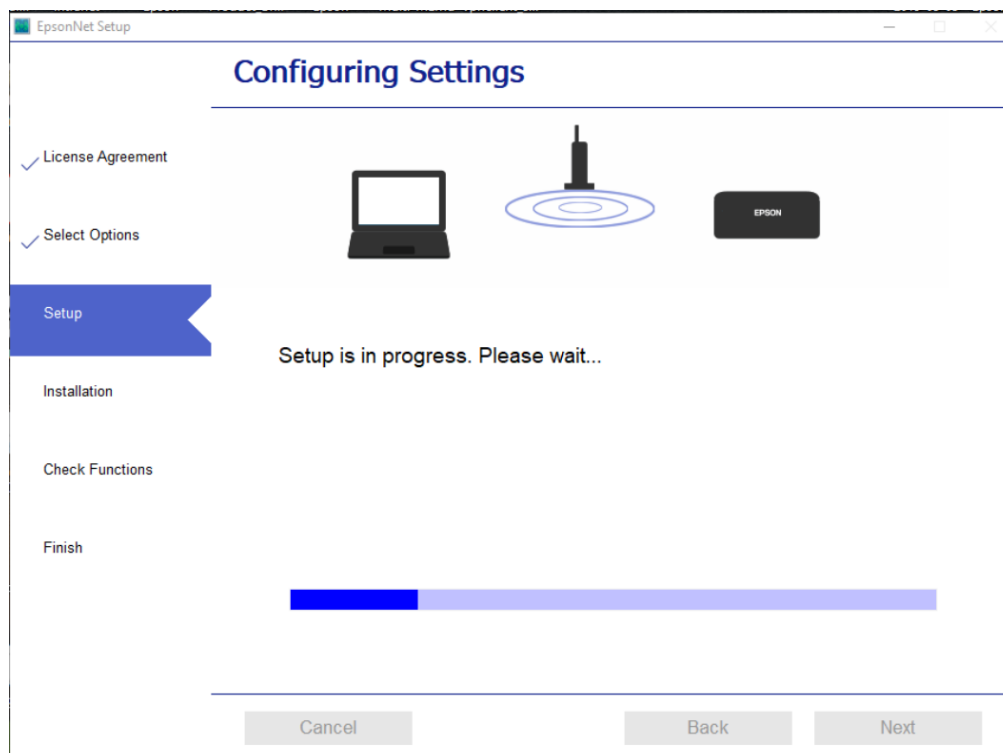 EpsonNet Setup
Configuring Settings
License Agreement
Select Options
Setup
Installation
Check Functions
Finish
EPSON
Setup is in progress. Please wait...
Cancel
Back
Next